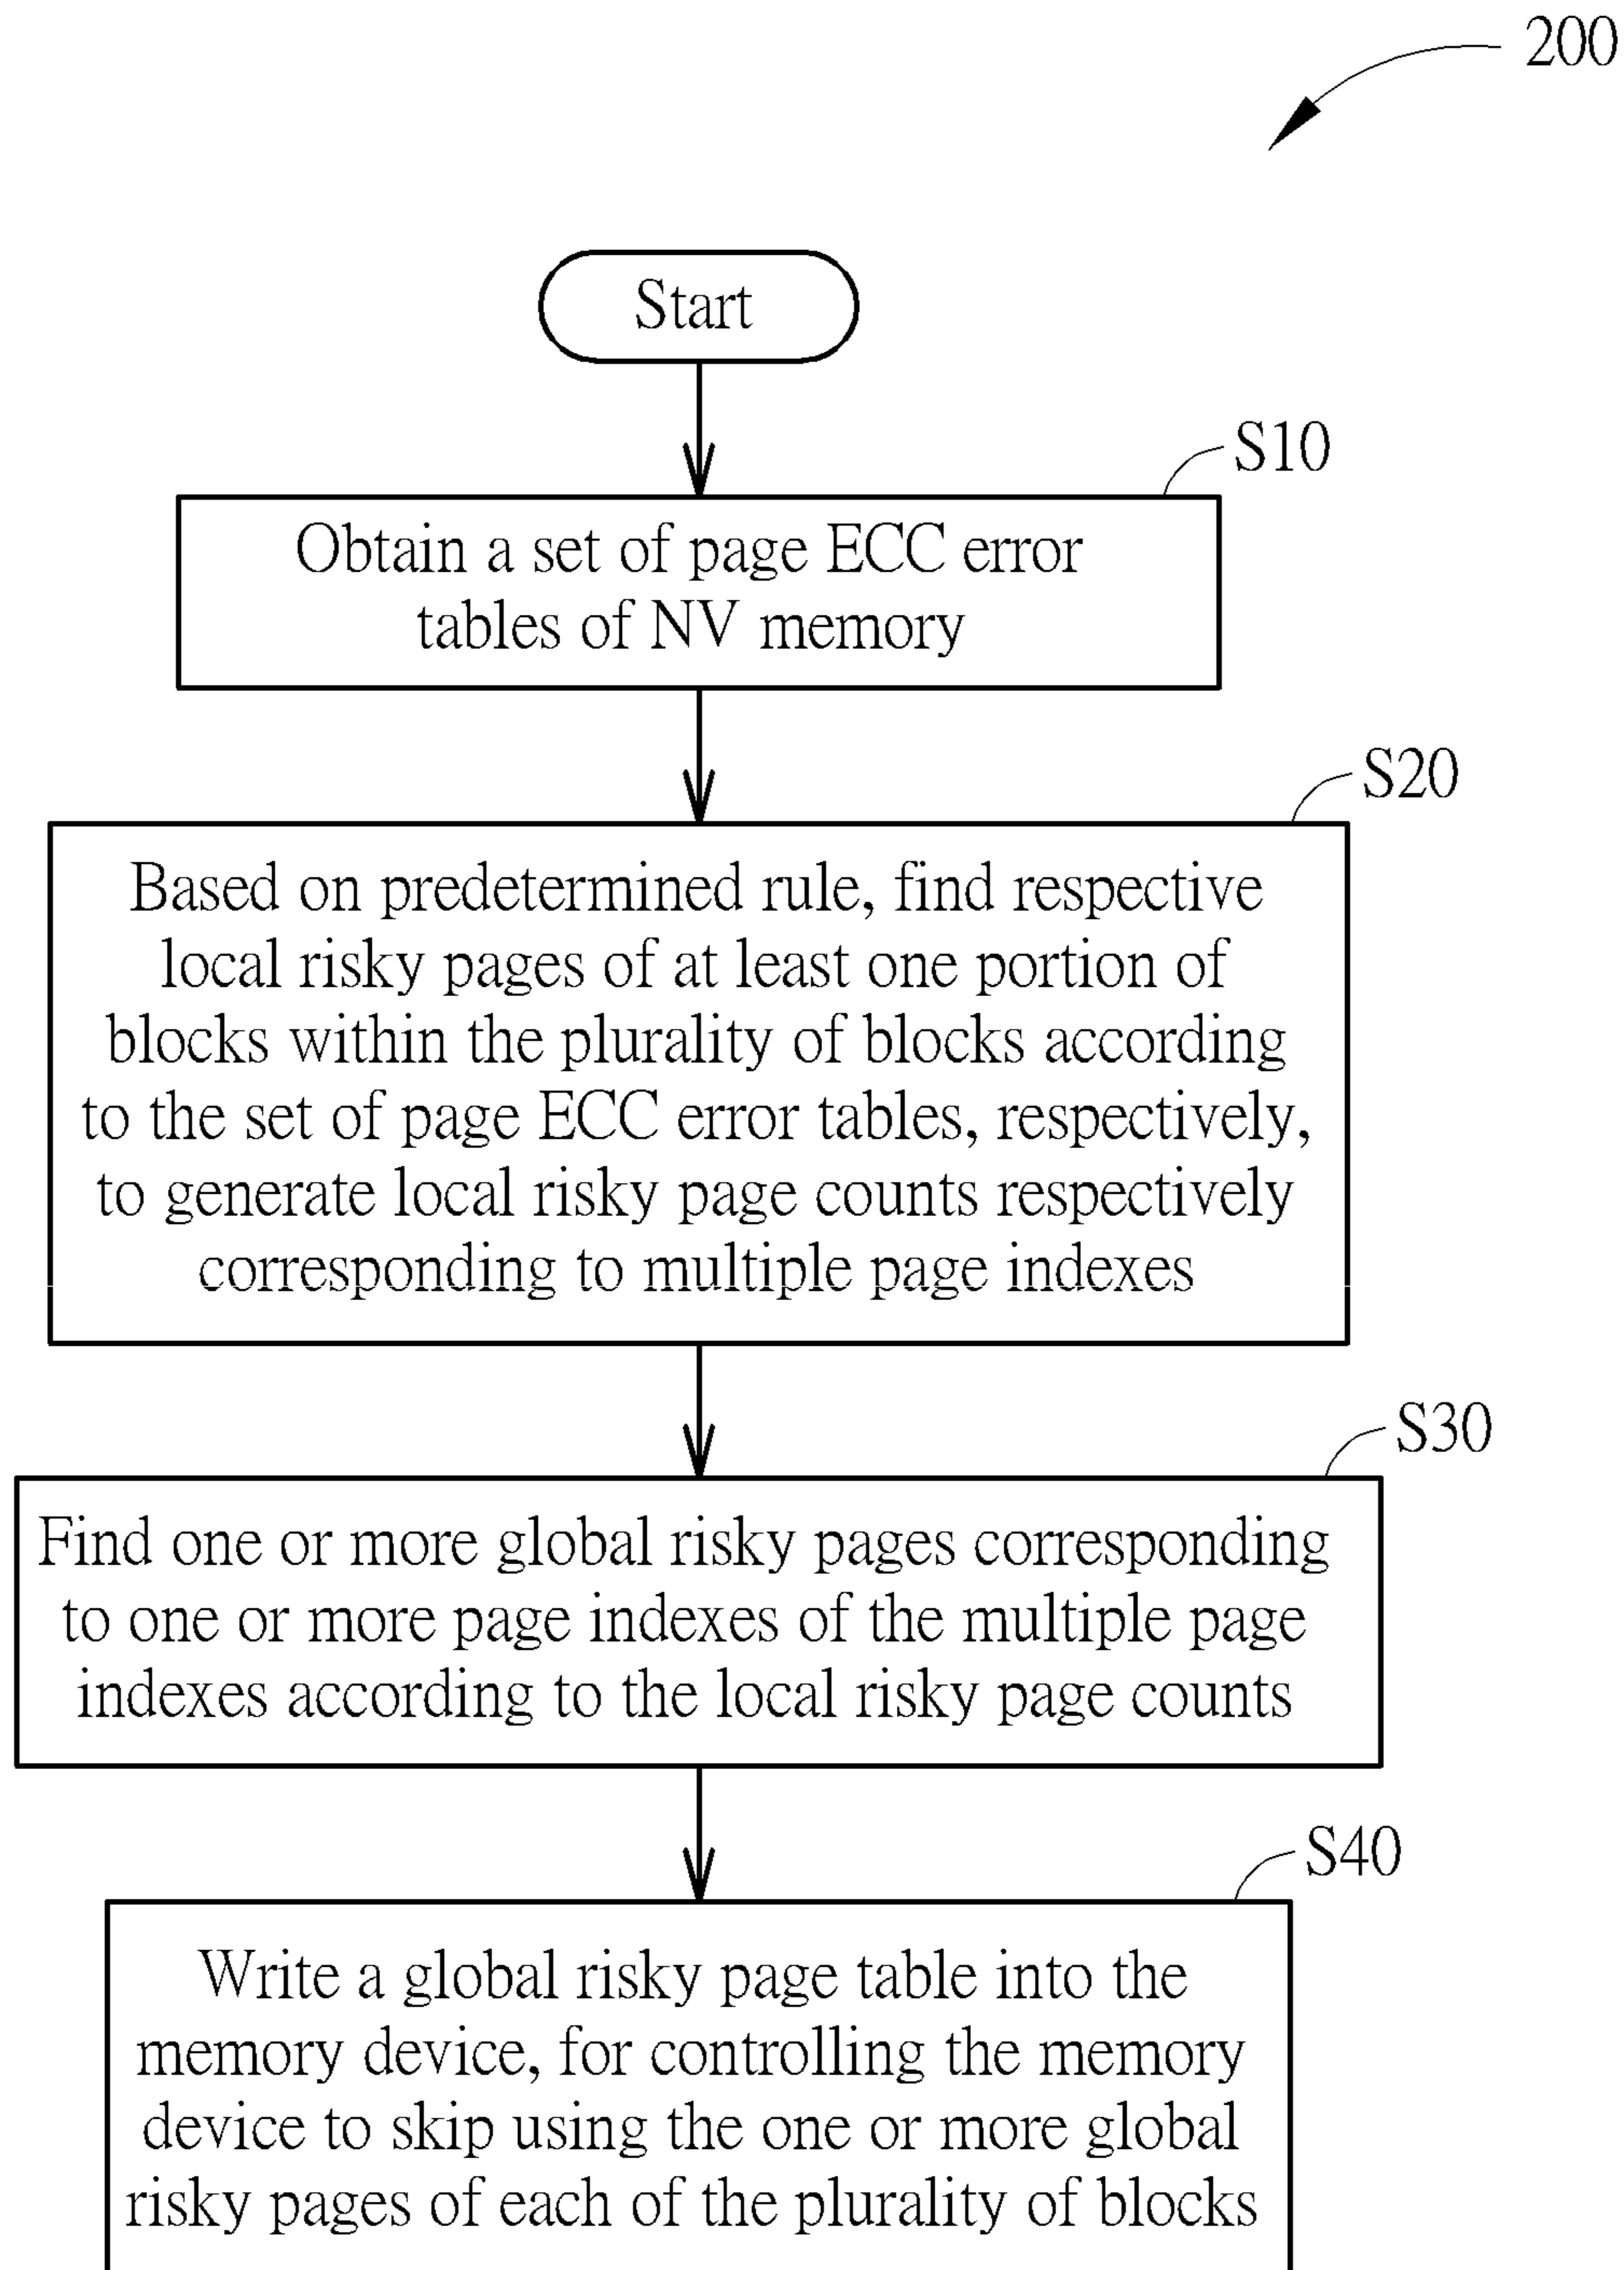 200
Start
S10
Obtain a set of page ECC error
tables of NV memory
S20
Based on predetermined rule, find respective
local risky pages of at least one portion of
blocks within the plurality of blocks according
to the set of page ECC error tables, respectively,
to generate local risky page counts respectively
corresponding to multiple page indexes
S30
Find one or more global risky pages corresponding
to one or more page indexes of the multiple page
indexes according to the local risky page counts
S40
Write a global risky page table into the
memory device, for controlling the memory
device to skip using the one or more global
risky pages of each of the plurality of blocks